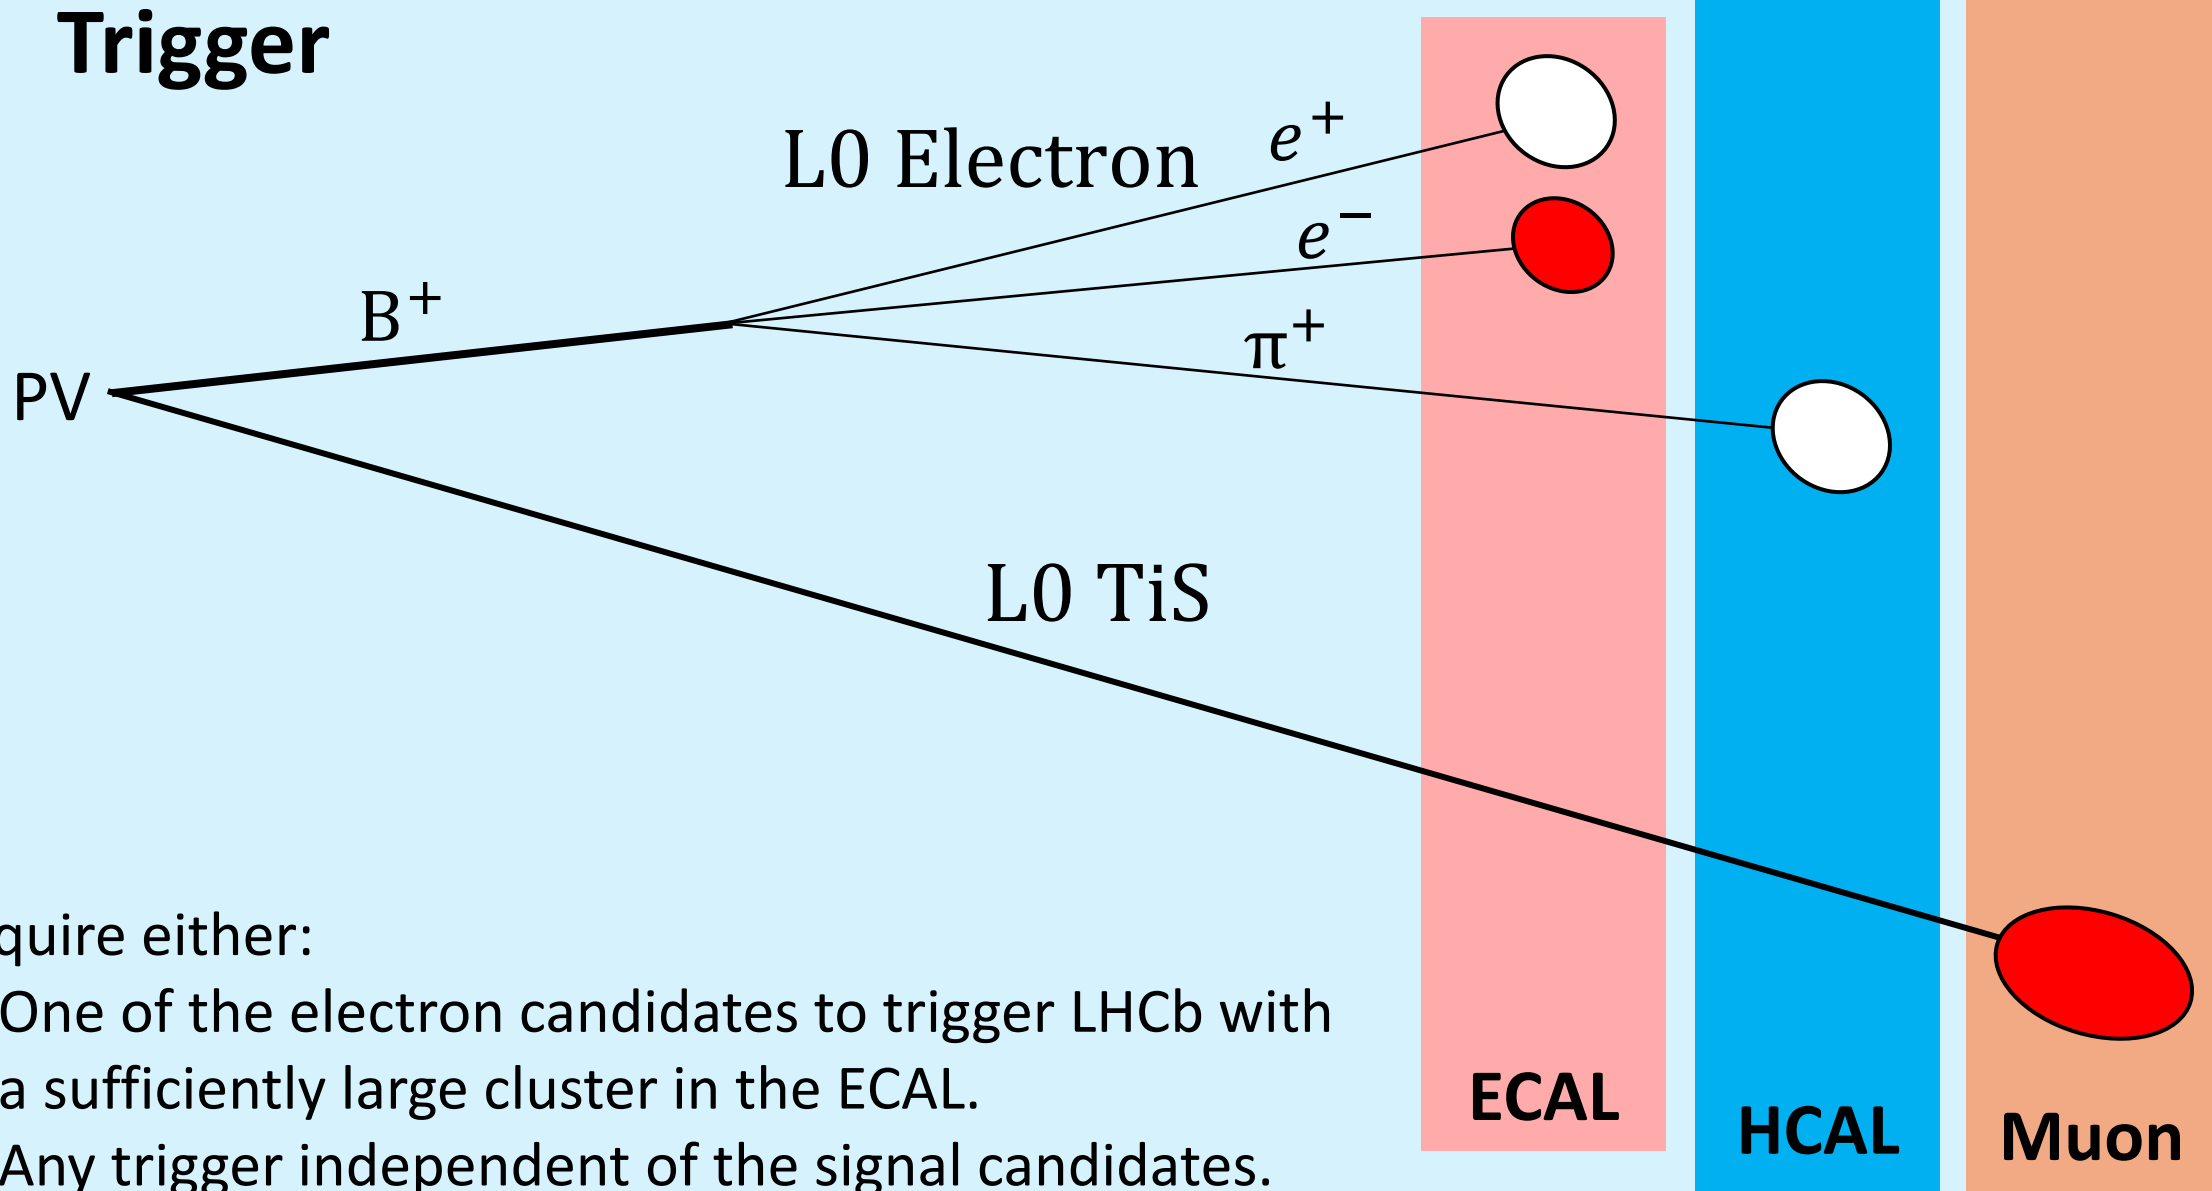 Trigger
L0 Electron
e⁺
e⁻
B⁺
π⁺
PV
L0 TiS
quire either:
One of the electron candidates to trigger LHCb with
a sufficiently large cluster in the ECAL.
Any trigger independent of the signal candidates.
ECAL
HCAL
Muon